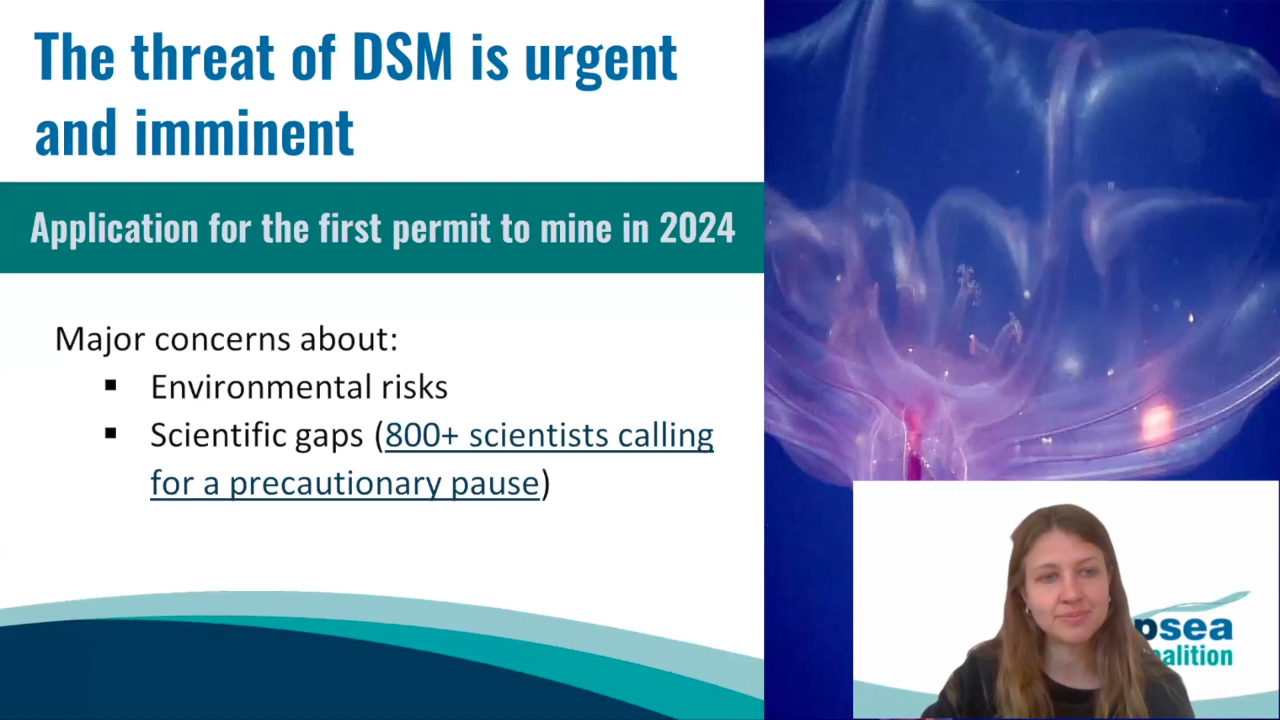 The threat of DSM is urgent
and imminent
Application for the first permit to mine in 2024
Major concerns about:
▪ Environmental risks
▪ Scientific gaps (800+ scientists calling
for a precautionary pause)
psea
alition